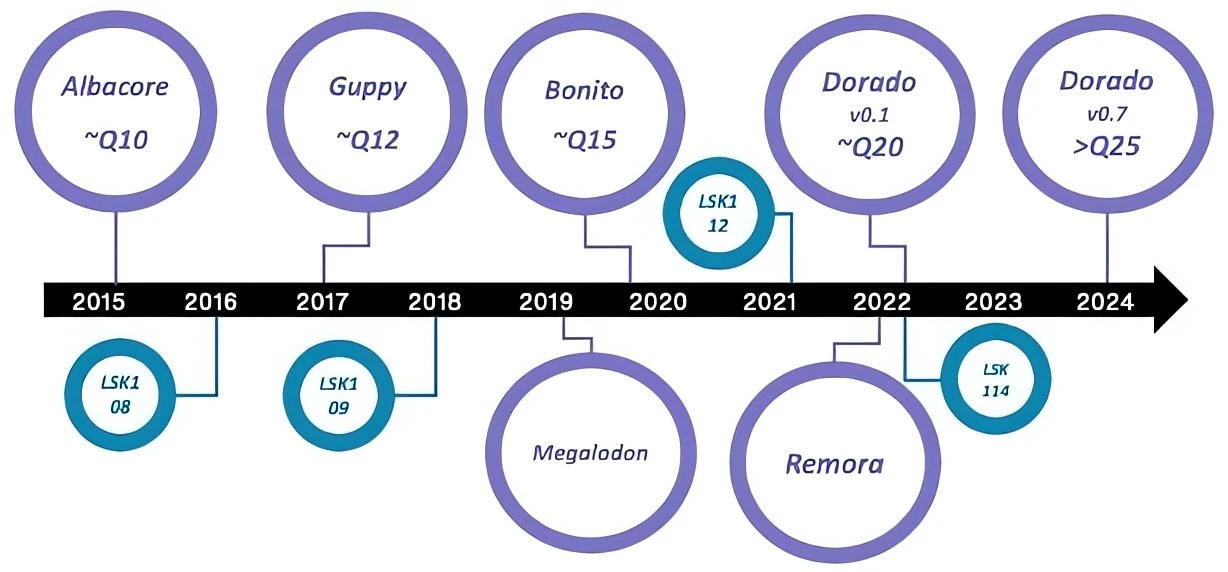 Albacore
~Q10
Guppy
~Q12
Bonito
~Q15
Dorado
v0.1
~Q20
Dorado
v0.7
>Q25
LSK1
12
2015 2016 2017 2018 2019 2020 2021 2022 2023 2024
LSK1
08
LSK1
09
Megalodon
Remora
LSK
114